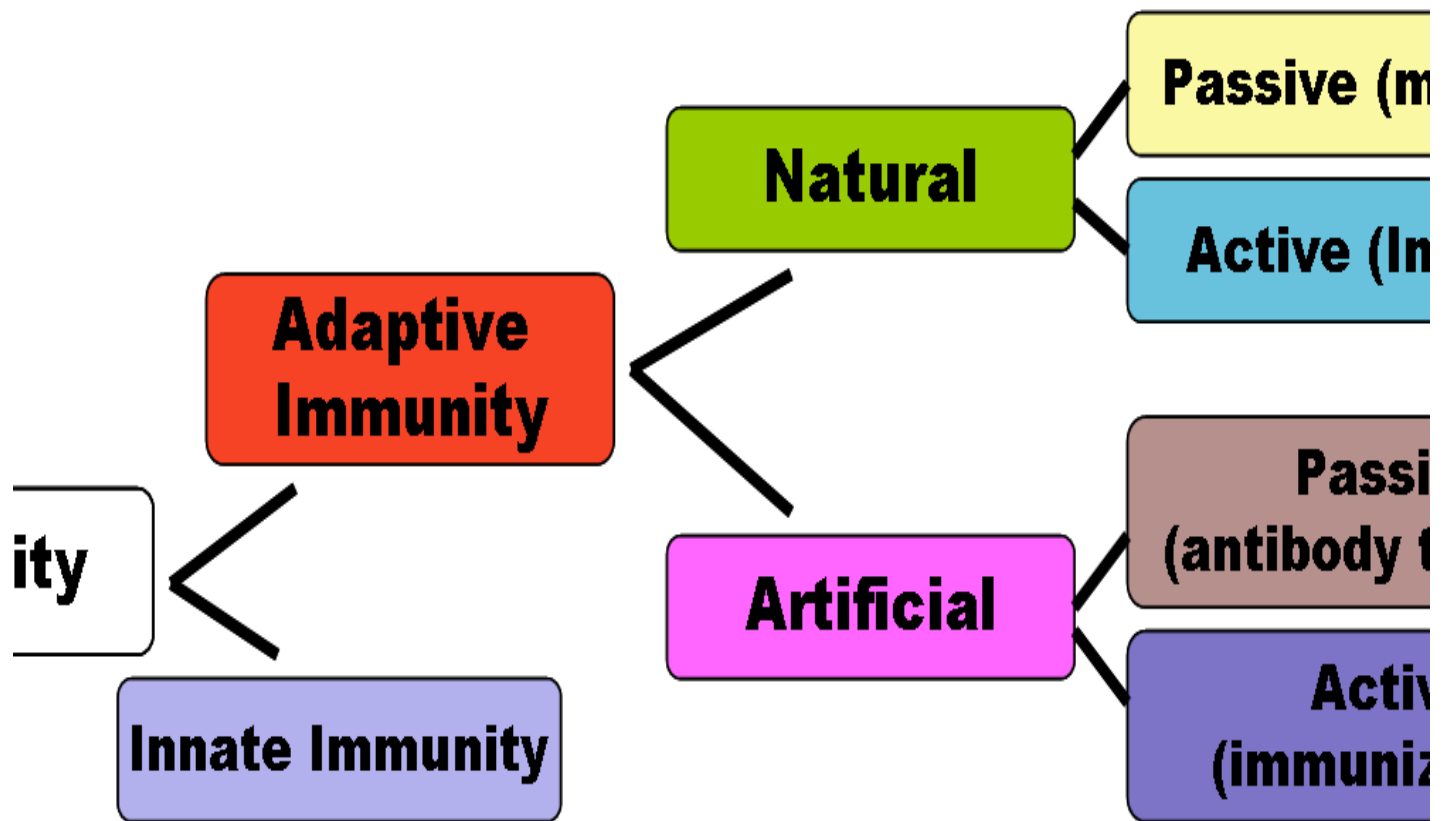 Passive (m
Natural
Active (In
Adaptive
Immunity
Passi
(antibody t
ity
Artificial
Activ
(immuniz
Innate Immunity